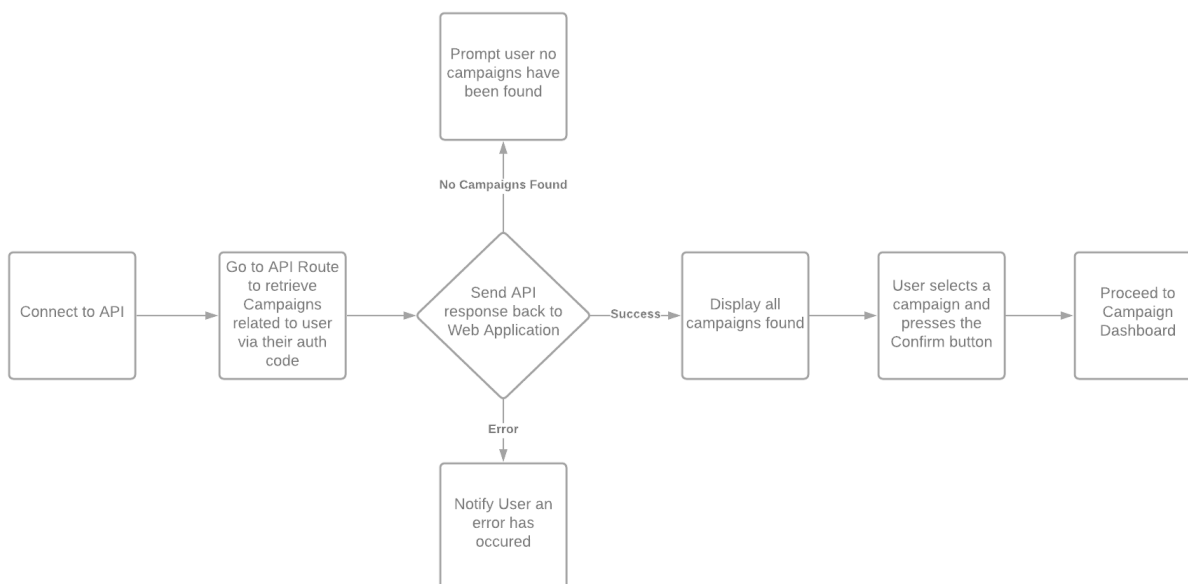 Prompt user no
campaigns have
been found
No Campaigns Found
Connect to API
Go to API Route
to retrieve
Campaigns
related to user
via their auth
code
Send API
response back to
Web Application
Success
Display all
campaigns found
User selects a
campaign and
presses the
Confirm button
Proceed to
Campaign
Dashboard
Error
Notify User an
error has
occured